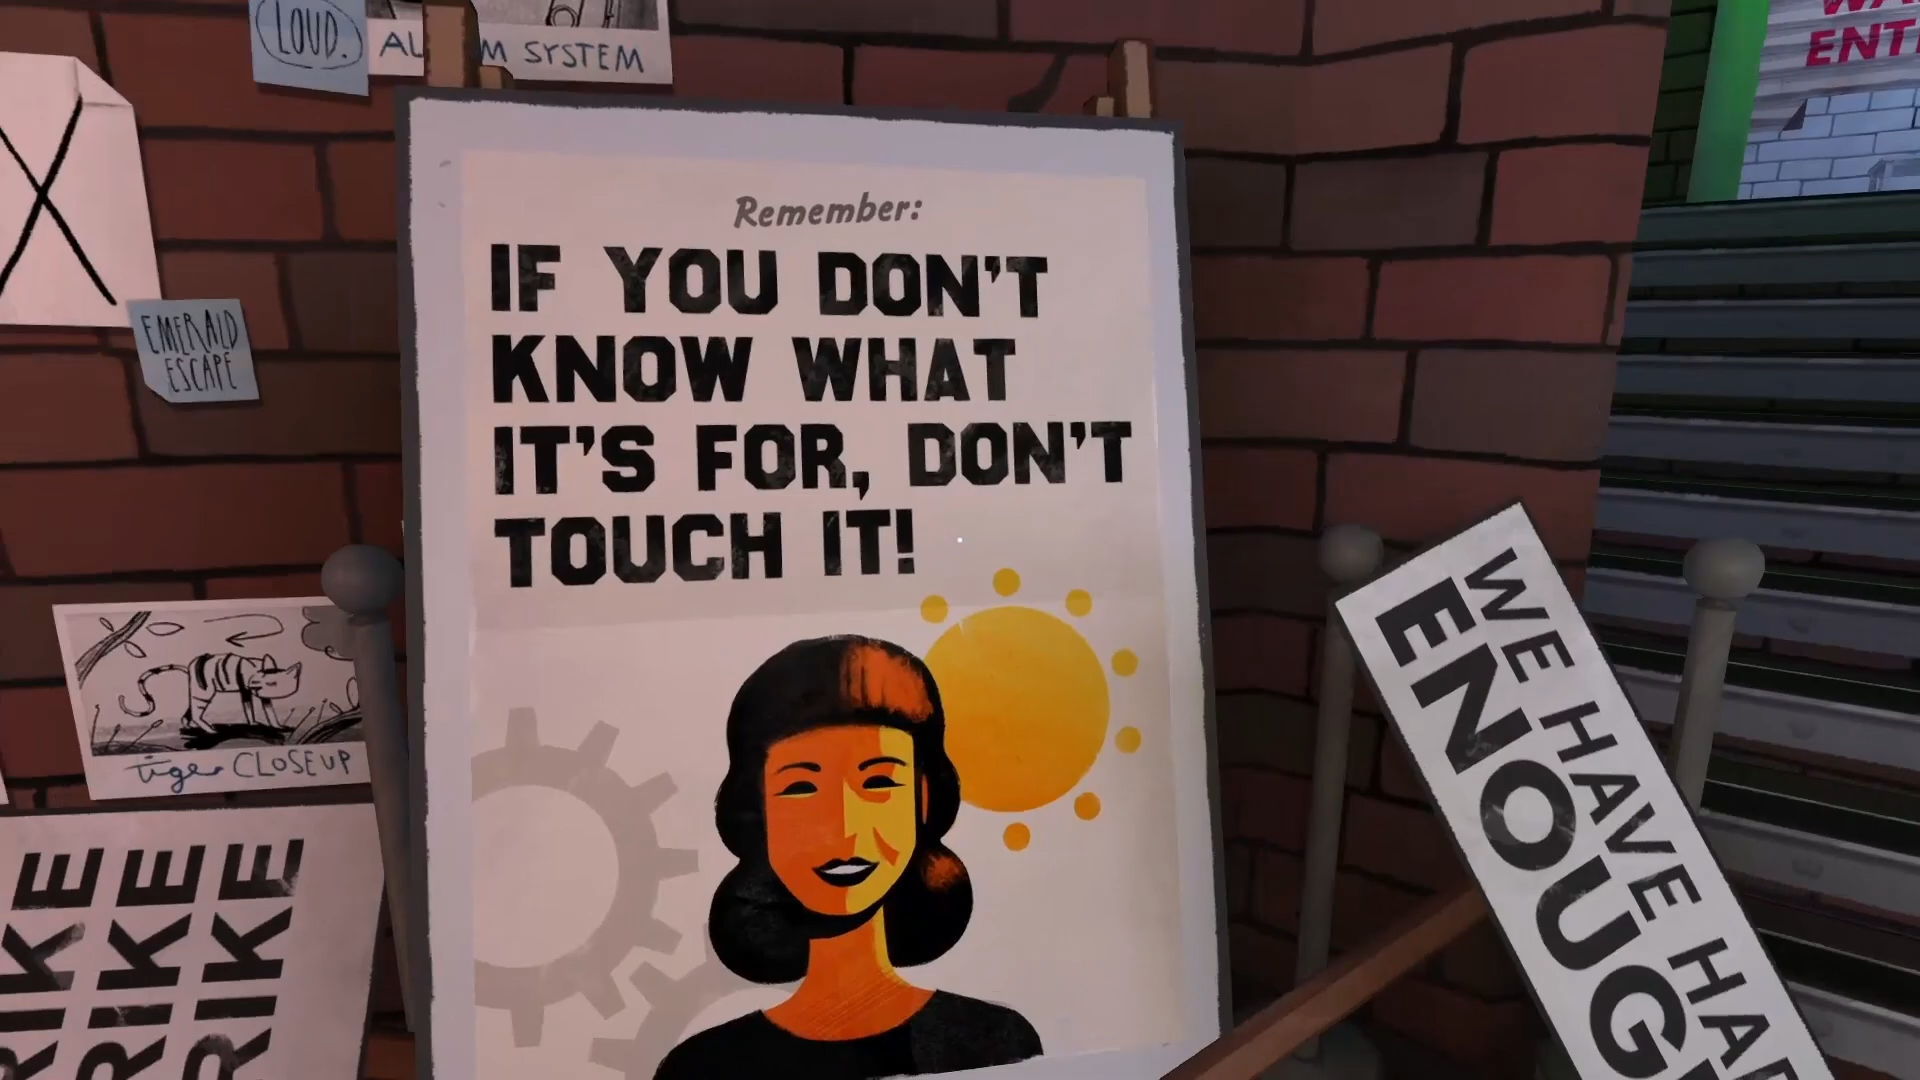 LOUD.
AL M SYSTEM
EMERALD
ESCAPE
Remember:
IF YOU DON'T
KNOW WHAT
IT'S FOR, DON'T
TOUCH IT!
tiger CLOSEUP
WE HAVE HA
ENOUG